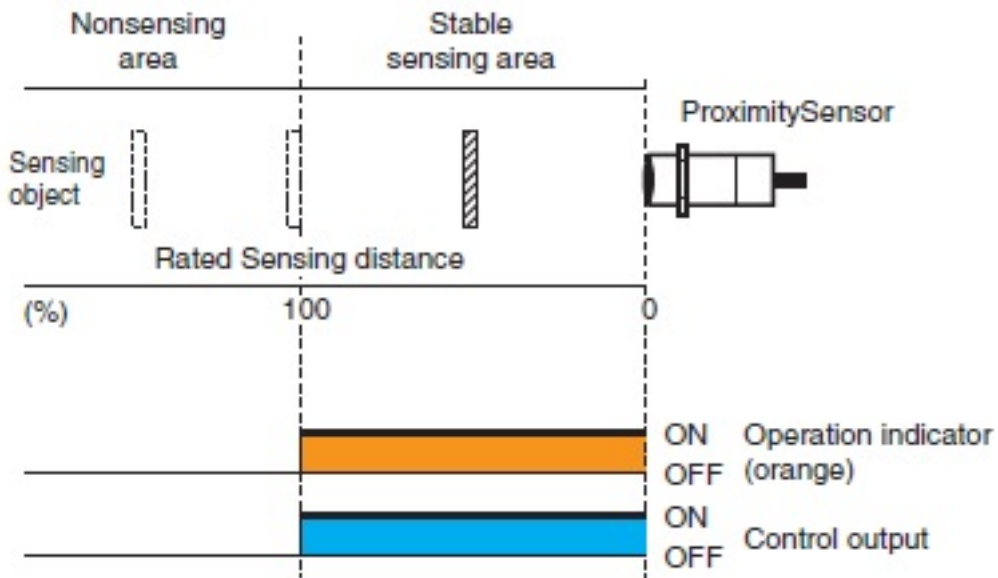 Nonsensing
area
Stable
sensing area
ProximitySensor
Sensing
object
Rated Sensing distance
(%)
100
0
ON
OFF
Operation indicator
(orange)
ON
OFF
Control output